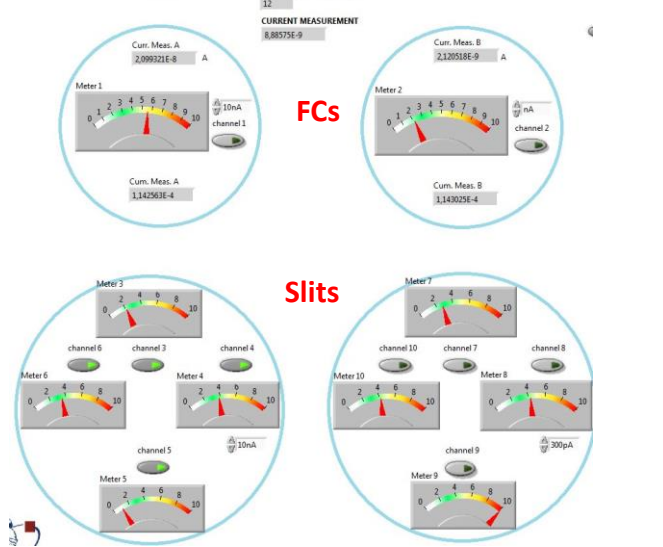 12
CURRENT MEASUREMENT
8,88575E-9
Curr. Meas. A
2,099321E-8 A
Meter 1
0 1 2 3 4 5 6 7 8 9 10
10nA
channel 1
Cum. Meas. A
1,142563E-4
FCs
Curr. Meas. B
2,120518E-9 A
Meter 2
0 1 2 3 4 5 6 7 8 9 10
nA
channel 2
Cum. Meas. B
1,143025E-4
Slits
Meter 3
0 2 4 6 8 10
channel 6 channel 3 channel 4
Meter 6
0 2 4 6 8 10
Meter 4
0 2 4 6 8 10
10nA
channel 5
Meter 5
0 2 4 6 8 10
Meter 7
0 2 4 6 8 10
channel 10 channel 7 channel 8
Meter 10
0 2 4 6 8 10
Meter 8
0 2 4 6 8 10
300pA
channel 9
Meter 9
0 2 4 6 8 10